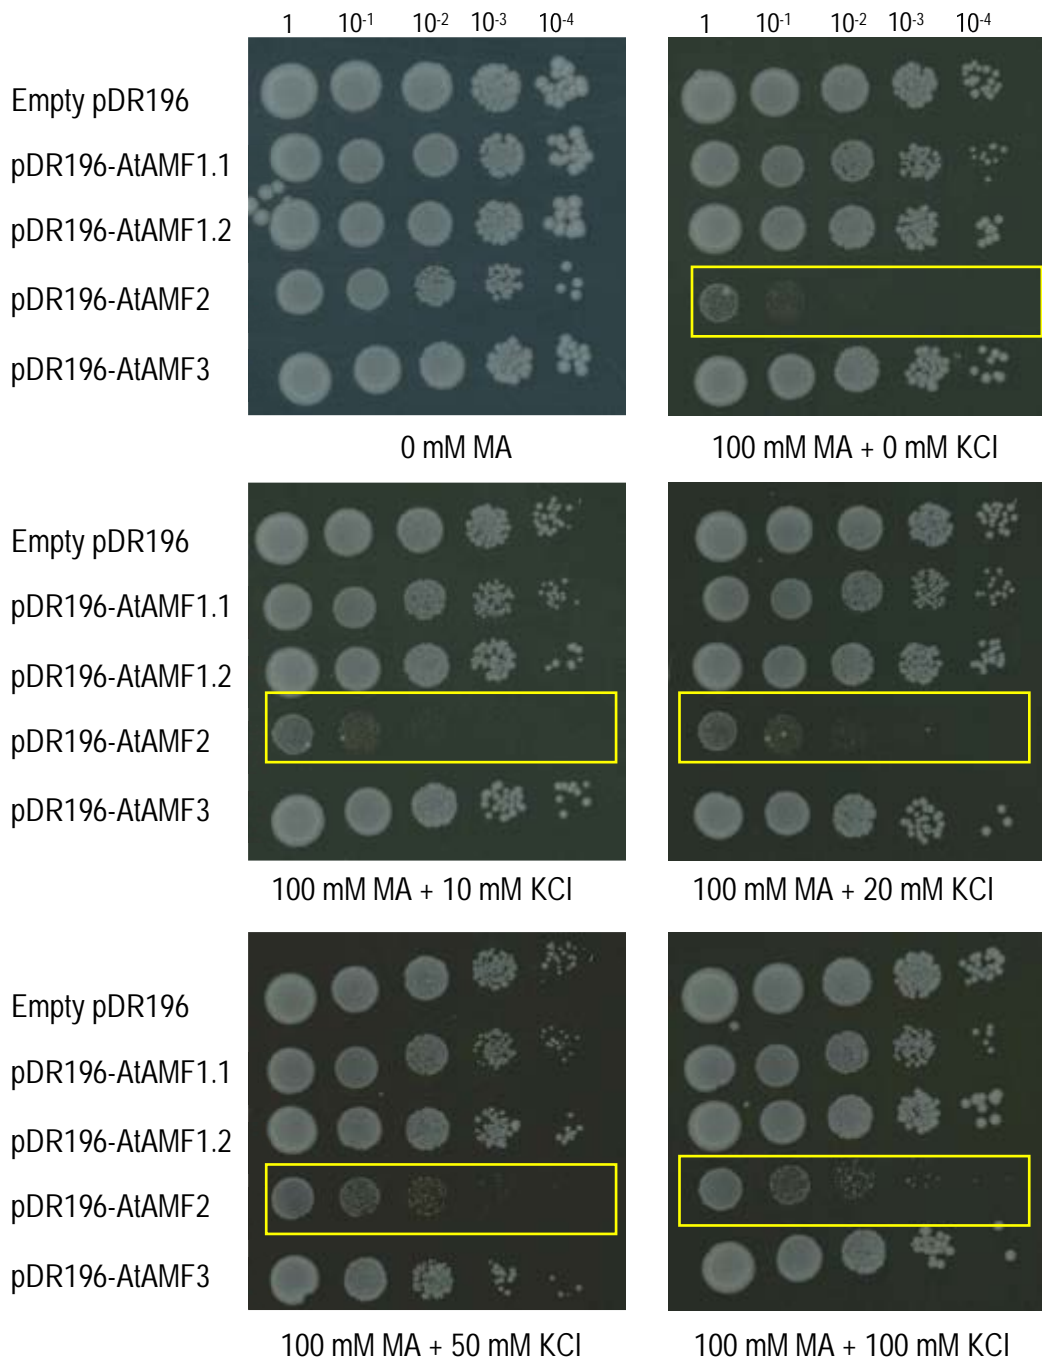 1 10-1 10-2 10-3 10-4 1 10-1 10-2 10-3 10-4
Empty pDR196
pDR196-AtAMF1.1
pDR196-AtAMF1.2
pDR196-AtAMF2
pDR196-AtAMF3
0 mM MA 100 mM MA + 0 mM KCl
Empty pDR196
pDR196-AtAMF1.1
pDR196-AtAMF1.2
pDR196-AtAMF2
pDR196-AtAMF3
100 mM MA + 10 mM KCl 100 mM MA + 20 mM KCl
Empty pDR196
pDR196-AtAMF1.1
pDR196-AtAMF1.2
pDR196-AtAMF2
pDR196-AtAMF3
100 mM MA + 50 mM KCl 100 mM MA + 100 mM KCl